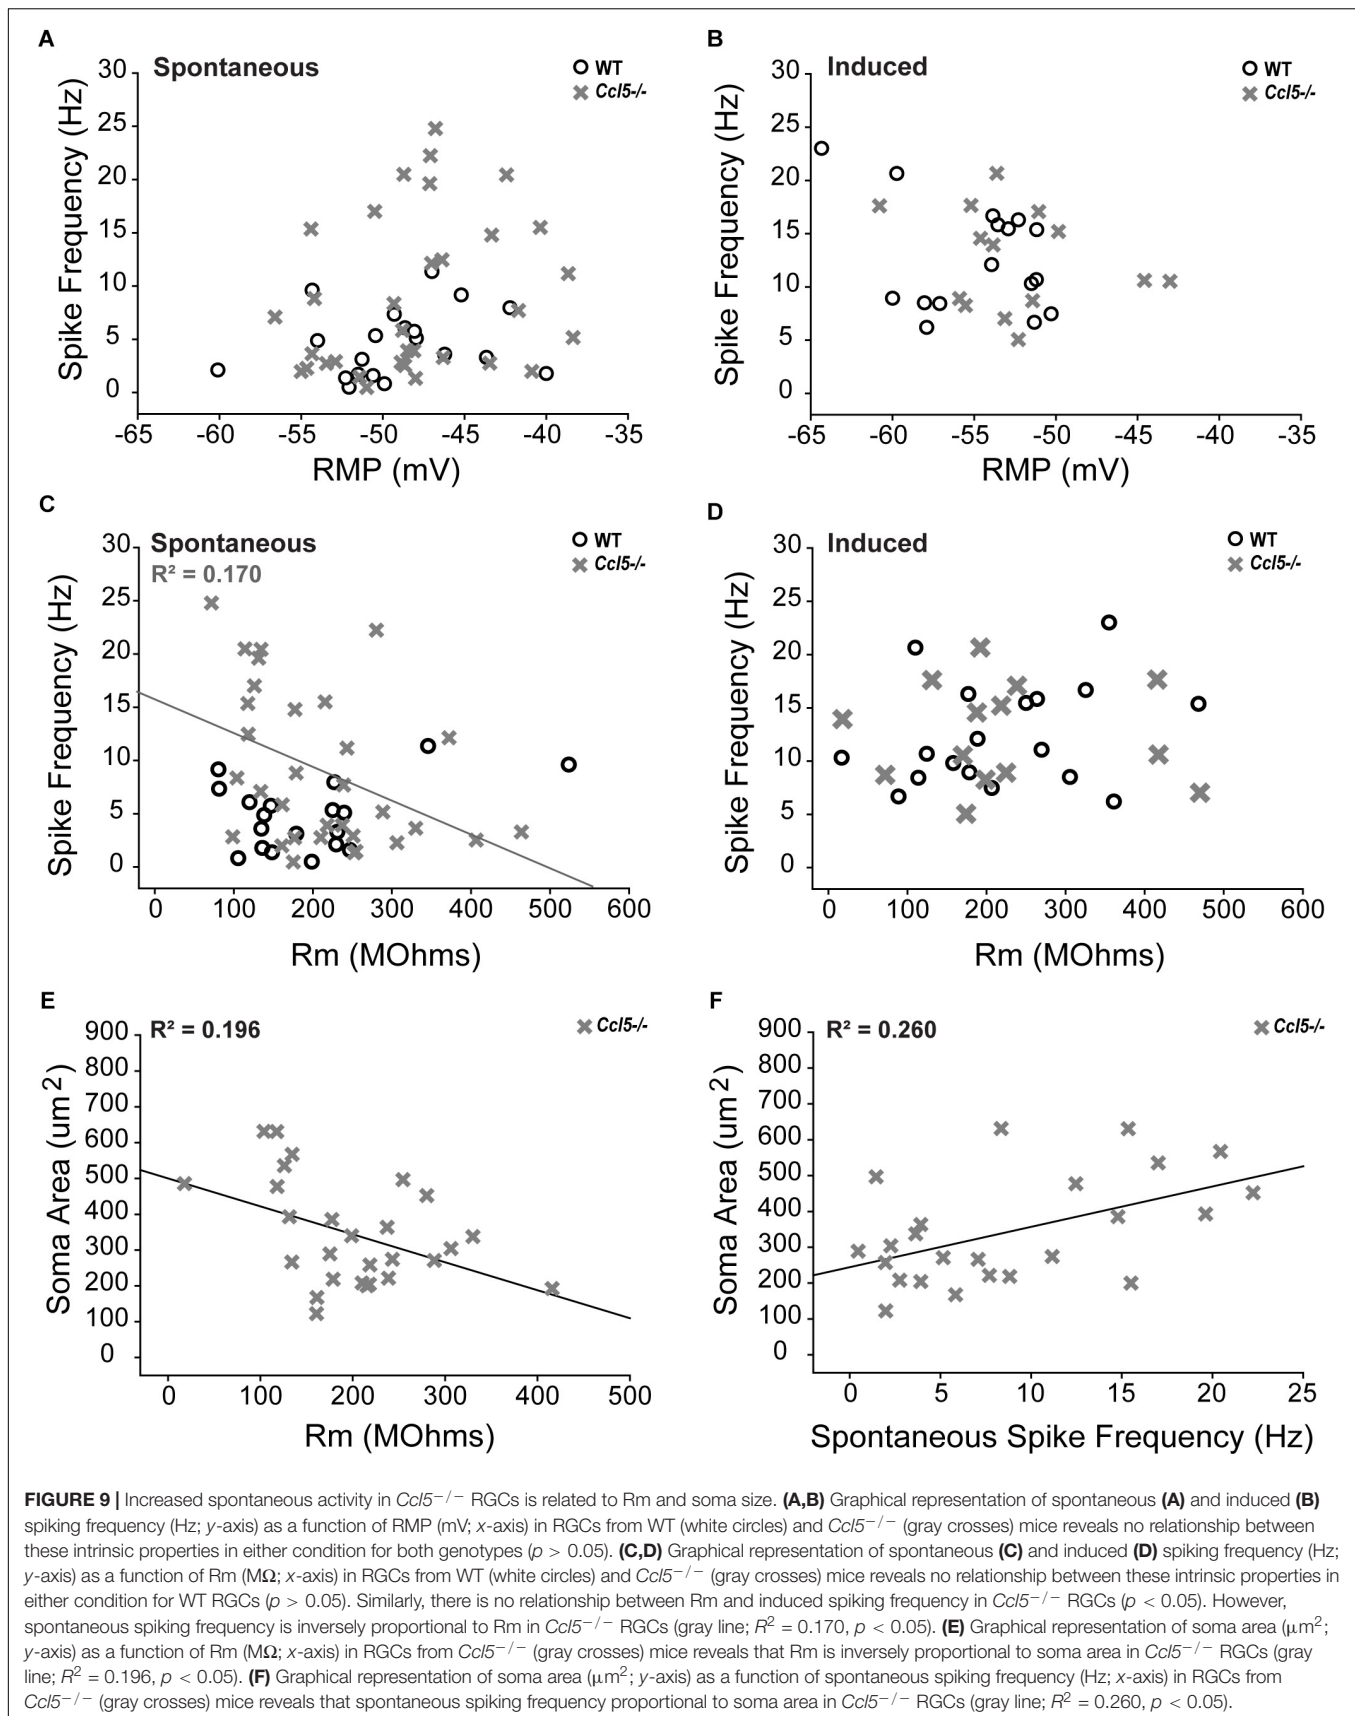 A
Spontaneous
WT
Ccl5-/-
Spike Frequency (Hz)
30
25
20
15
10
5
0
-65 -60 -55 -50 -45 -40 -35
RMP (mV)
B
Induced
WT
Ccl5-/-
Spike Frequency (Hz)
30
25
20
15
10
5
0
-65 -60 -55 -50 -45 -40 -35
RMP (mV)
C
Spontaneous
R² = 0.170
WT
Ccl5-/-
Spike Frequency (Hz)
30
25
20
15
10
5
0
0 100 200 300 400 500 600
Rm (MOhms)
D
Induced
WT
Ccl5-/-
Spike Frequency (Hz)
30
25
20
15
10
5
0
0 100 200 300 400 500 600
Rm (MOhms)
E
R² = 0.196
Ccl5-/-
Soma Area (um²)
900
800
700
600
500
400
300
200
100
0
0 100 200 300 400 500
Rm (MOhms)
F
R² = 0.260
Ccl5-/-
Soma Area (um²)
900
800
700
600
500
400
300
200
100
0
0 5 10 15 20 25
Spontaneous Spike Frequency (Hz)
FIGURE 9 | Increased spontaneous activity in Ccl5−/− RGCs is related to Rm and soma size. (A,B) Graphical representation of spontaneous (A) and induced (B)
spiking frequency (Hz; y-axis) as a function of RMP (mV; x-axis) in RGCs from WT (white circles) and Ccl5−/− (gray crosses) mice reveals no relationship between
these intrinsic properties in either condition for both genotypes (p > 0.05). (C,D) Graphical representation of spontaneous (C) and induced (D) spiking frequency (Hz;
y-axis) as a function of Rm (MΩ; x-axis) in RGCs from WT (white circles) and Ccl5−/− (gray crosses) mice reveals no relationship between these intrinsic properties in
either condition for WT RGCs (p > 0.05). Similarly, there is no relationship between Rm and induced spiking frequency in Ccl5−/− RGCs (p < 0.05). However,
spontaneous spiking frequency is inversely proportional to Rm in Ccl5−/− RGCs (gray line; R² = 0.170, p < 0.05). (E) Graphical representation of soma area (μm²;
y-axis) as a function of Rm (MΩ; x-axis) in RGCs from Ccl5−/− (gray crosses) mice reveals that Rm is inversely proportional to soma area in Ccl5−/− RGCs (gray
line; R² = 0.196, p < 0.05). (F) Graphical representation of soma area (μm²; y-axis) as a function of spontaneous spiking frequency (Hz; x-axis) in RGCs from
Ccl5−/− (gray crosses) mice reveals that spontaneous spiking frequency proportional to soma area in Ccl5−/− RGCs (gray line; R² = 0.260, p < 0.05).